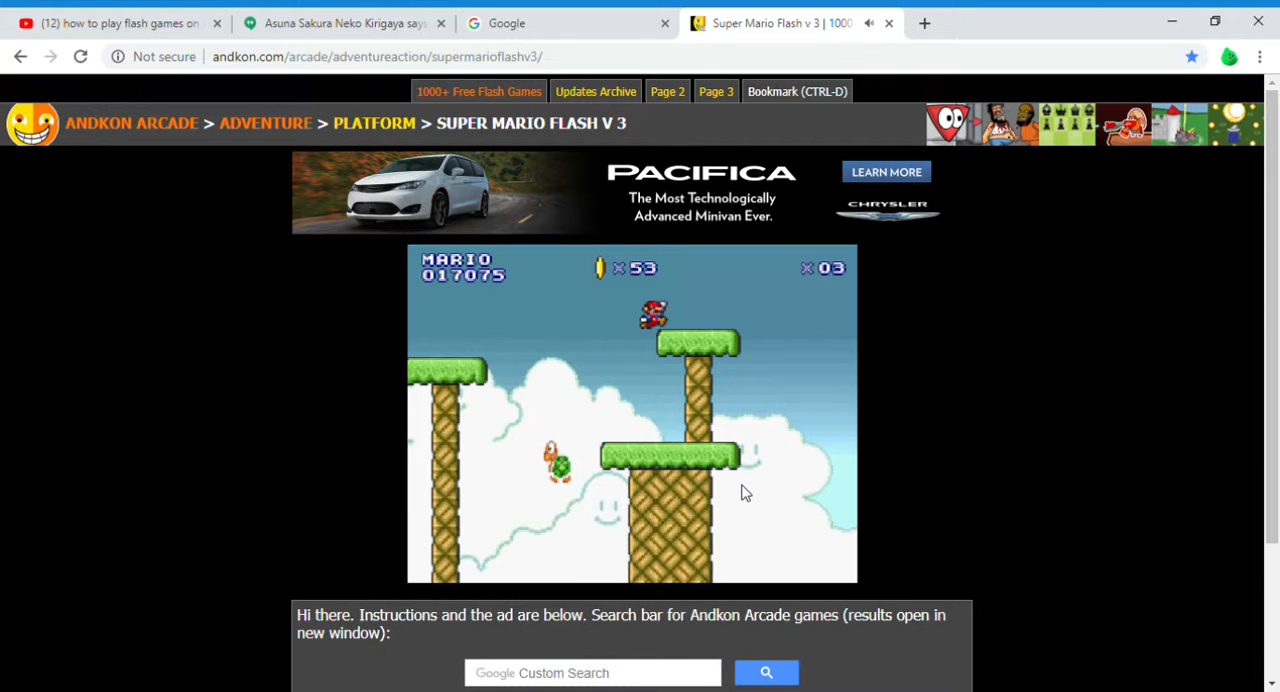 (12) how to play flash games on
Asuna Sakura Neko Kirigaya says
Google
Super Mario Flash v 3 | 1000
Not secure | andkon.com/arcade/adventureaction/supermarioflashv3/
1000+ Free Flash Games
Updates Archive
Page 2
Page 3
Bookmark (CTRL-D)
ANDKON ARCADE > ADVENTURE > PLATFORM > SUPER MARIO FLASH V 3
PACIFICA
The Most Technologically
Advanced Minivan Ever.
LEARN MORE
CHRYSLER
MARIO
017075
×53
×03
Hi there. Instructions and the ad are below. Search bar for Andkon Arcade games (results open in
new window):
Google Custom Search